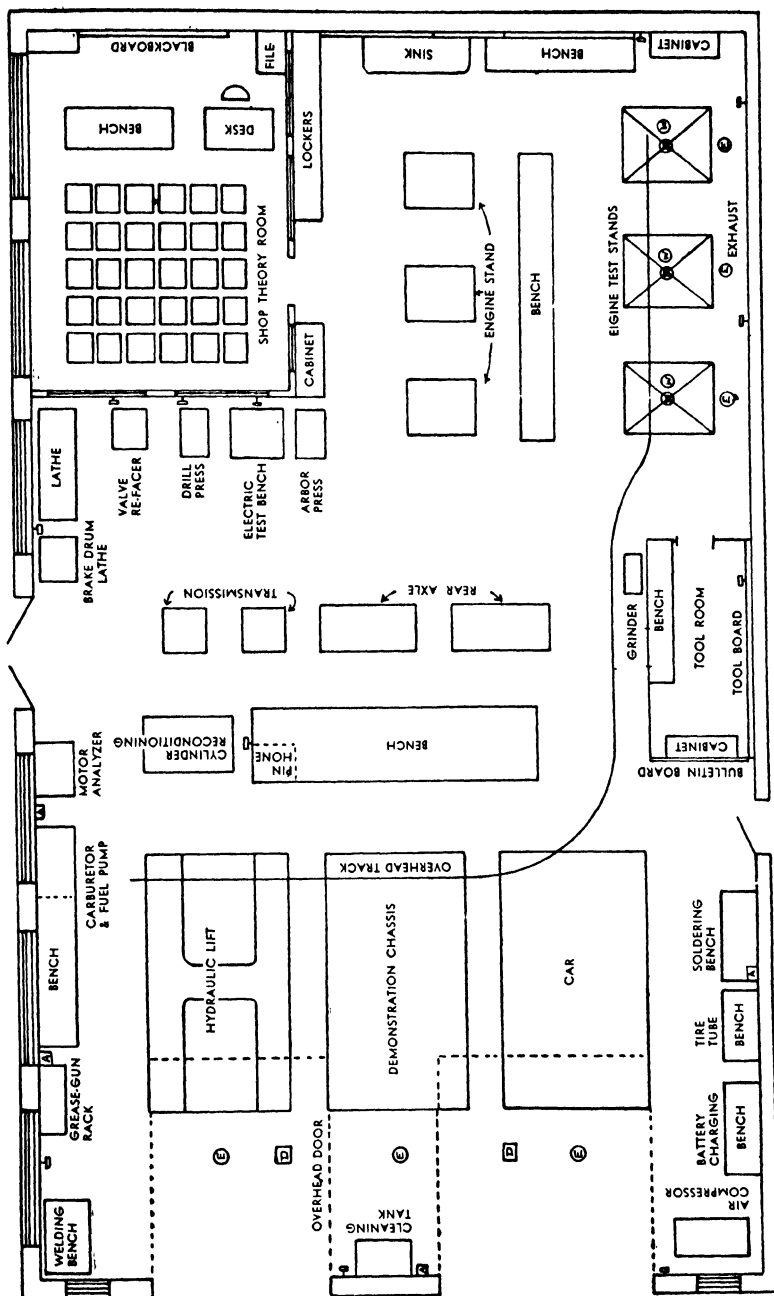 BLACKBOARD
FILE
BENCH
DESK
SHOP THEORY ROOM
LOCKERS
CABINET
SINK
BENCH
CABINET
ENGINE STAND
BENCH
EIGINE TEST STANDS
EXHAUST
E
E
E
LATHE
BRAKE DRUM
LATHE
VALVE
RE-FACER
DRILL
PRESS
ELECTRIC
TEST BENCH
ARBOR
PRESS
TRANSMISSION
REAR AXLE
GRINDER
BENCH
TOOL ROOM
TOOL BOARD
CABINET
BULLETIN BOARD
MOTOR
ANALYZER
A
CYLINDER
RECONDITIONING
PIN
HONE
BENCH
CARBURETOR
& FUEL PUMP
BENCH
A
GREASE-GUN
RACK
WELDING
BENCH
HYDRAULIC LIFT
OVERHEAD TRACK
DEMONSTRATION CHASSIS
CAR
OVERHEAD DOOR
E
D
E
D
E
CLEANING
TANK
A
SOLDERING
BENCH
A
TIRE
TUBE
BENCH
BATTERY
CHARGING
BENCH
AIR
COMPRESSOR